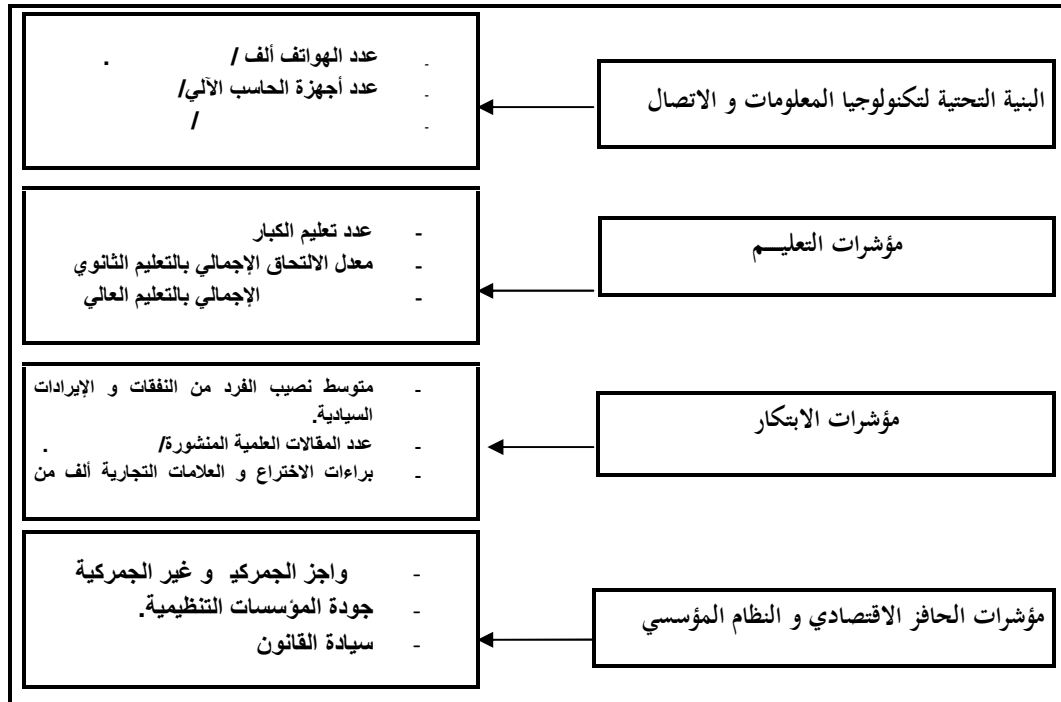 البنية التحتية لتكنولوجيا المعلومات و الاتصال
- عدد الهواتف ألف / .
- عدد أجهزة الحاسب الآلي/
- /
مؤشرات التعليـــم
- عدد تعليم الكبار
- معدل الالتحاق الإجمالي بالتعليم الثانوي
- الإجمالي بالتعليم العالي
مؤشرات الابتكار
- متوسط نصيب الفرد من النفقات و الإيرادات
السيادية.
- عدد المقالات العلمية المنشورة/ .
- براءات الاختراع و العلامات التجارية ألف من
مؤشرات الحافز الاقتصادي و النظام المؤسسي
- واجز الجمركيـ و غير الجمركية
- جودة المؤسسات التنظيمية.
- سيادة القانون